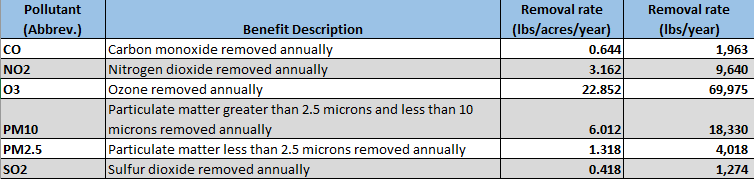 Pollutant (Abbrev.) Benefit Description Removal rate (lbs/acres/year) Removal rate (lbs/year)
CO Carbon monoxide removed annually 0.644 1,963
NO2 Nitrogen dioxide removed annually 3.162 9,640
O3 Ozone removed annually 22.852 69,975
PM10 Particulate matter greater than 2.5 microns and less than 10 microns removed annually 6.012 18,330
PM2.5 Particulate matter less than 2.5 microns removed annually 1.318 4,018
SO2 Sulfur dioxide removed annually 0.418 1,274